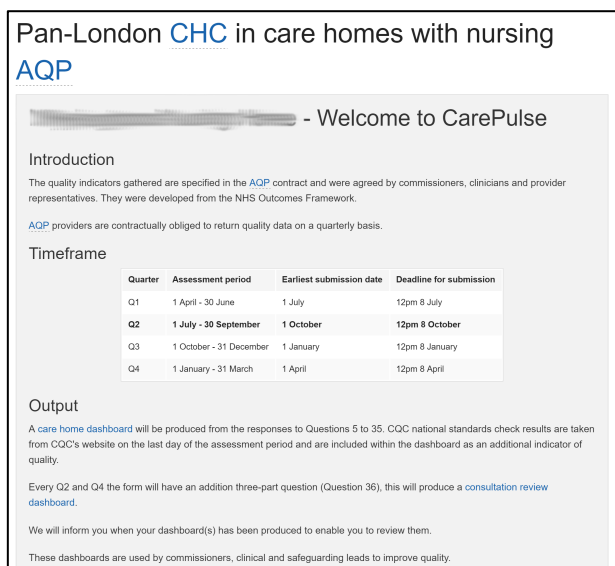 Pan-London CHC in care homes with nursing
AQP
- Welcome to CarePulse
Introduction
The quality indicators gathered are specified in the AQP contract and were agreed by commissioners, clinicians and provider
representatives. They were developed from the NHS Outcomes Framework.
AQP providers are contractually obliged to return quality data on a quarterly basis.
Timeframe
Quarter Assessment period Earliest submission date Deadline for submission
Q1 1 April - 30 June 1 July 12pm 8 July
Q2 1 July - 30 September 1 October 12pm 8 October
Q3 1 October - 31 December 1 January 12pm 8 January
Q4 1 January - 31 March 1 April 12pm 8 April
Output
A care home dashboard will be produced from the responses to Questions 5 to 35. CQC national standards check results are taken
from CQC's website on the last day of the assessment period and are included within the dashboard as an additional indicator of
quality.
Every Q2 and Q4 the form will have an addition three-part question (Question 36), this will produce a consultation review
dashboard.
We will inform you when your dashboard(s) has been produced to enable you to review them.
These dashboards are used by commissioners, clinical and safeguarding leads to improve quality.